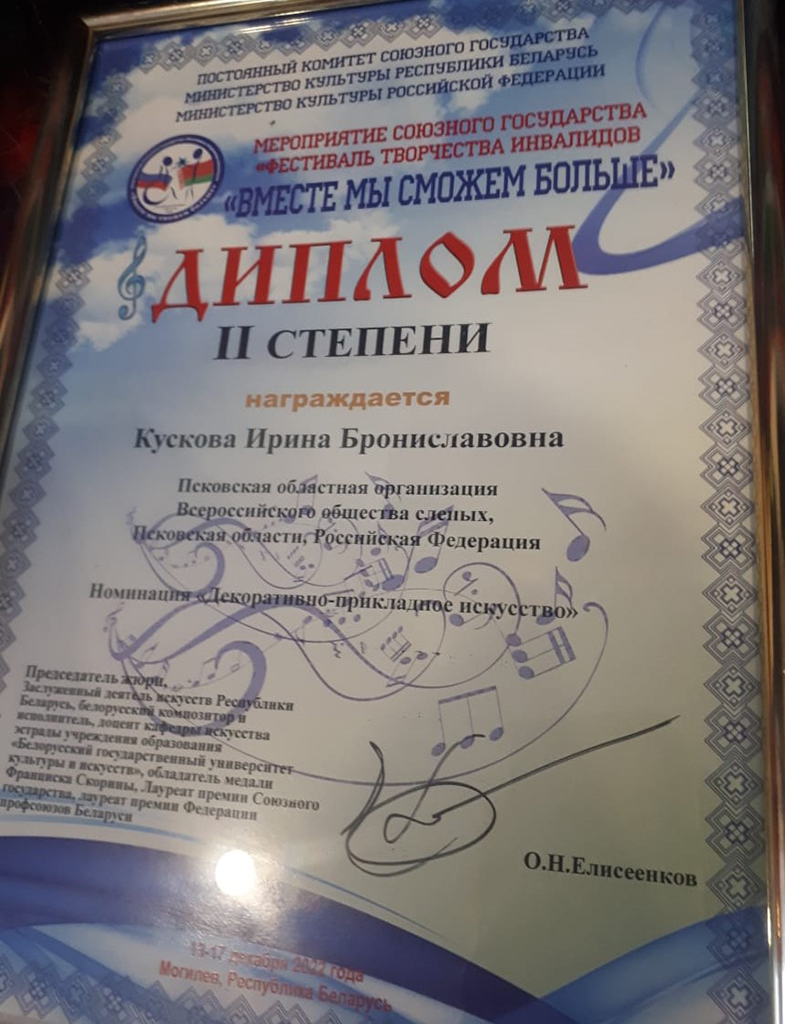 ПОСТОЯННЫЙ КОМИТЕТ СОЮЗНОГО ГОСУДАРСТВА
МИНИСТЕРСТВО КУЛЬТУРЫ РЕСПУБЛИКИ БЕЛАРУСЬ
МИНИСТЕРСТВО КУЛЬТУРЫ РОССИЙСКОЙ ФЕДЕРАЦИИ
МЕРОПРИЯТИЕ СОЮЗНОГО ГОСУДАРСТВА
«ФЕСТИВАЛЬ ТВОРЧЕСТВА ИНВАЛИДОВ
«ВМЕСТЕ МЫ СМОЖЕМ БОЛЬШЕ»
ДИПЛОМ
II СТЕПЕНИ
награждается
Кускова Ирина Брониславовна
Псковская областная организация
Всероссийского общества слепых,
Псковская области, Российская Федерация
Номинация «Декоративно-прикладное искусство»
Председатель жюри,
Заслуженный деятель искусств Республики
Беларусь, белорусский композитор и
исполнитель, доцент кафедры искусства
эстрады учреждения образования
«Белорусский государственный университет
культуры и искусств», обладатель медали
Франциска Скорины, Лауреат премии Союзного
государства, лауреат премии Федерации
профсоюзов Беларуси
О.Н.Елисеенков
13-17 декабря 2022 года
Могилев, Республика Беларусь